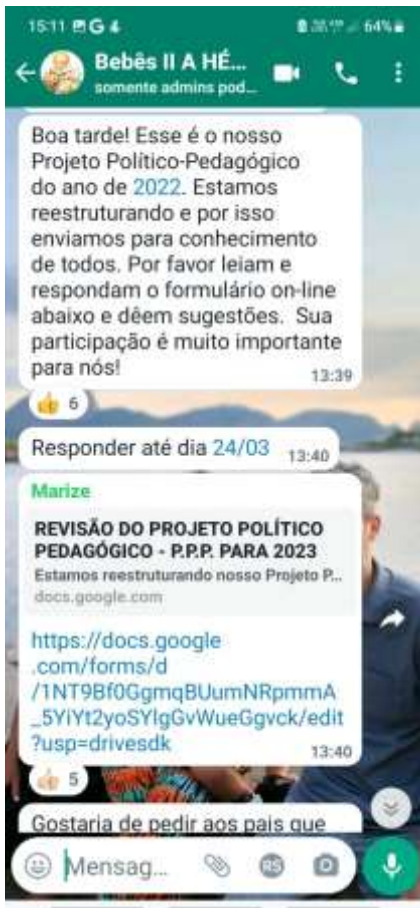 15:11
64%
Bebês II A HÉ...
somente admins pod...
Boa tarde! Esse é o nosso
Projeto Político-Pedagógico
do ano de 2022. Estamos
reestruturando e por isso
enviamos para conhecimento
de todos. Por favor leiam e
respondam o formulário on-line
abaixo e dêem sugestões. Sua
participação é muito importante
para nós!
13:39
6
Responder até dia 24/03
13:40
Marize
REVISÃO DO PROJETO POLÍTICO
PEDAGÓGICO - P.P.P. PARA 2023
Estamos reestruturando nosso Projeto P...
docs.google.com
https://docs.google
.com/forms/d
/1NT9Bf0GgmqBUumNRpmmA
_5YiYt2yoSYlgGvWueGgvck/edit
?usp=drivesdk
13:40
5
Gostaria de pedir aos pais que
Mensag...